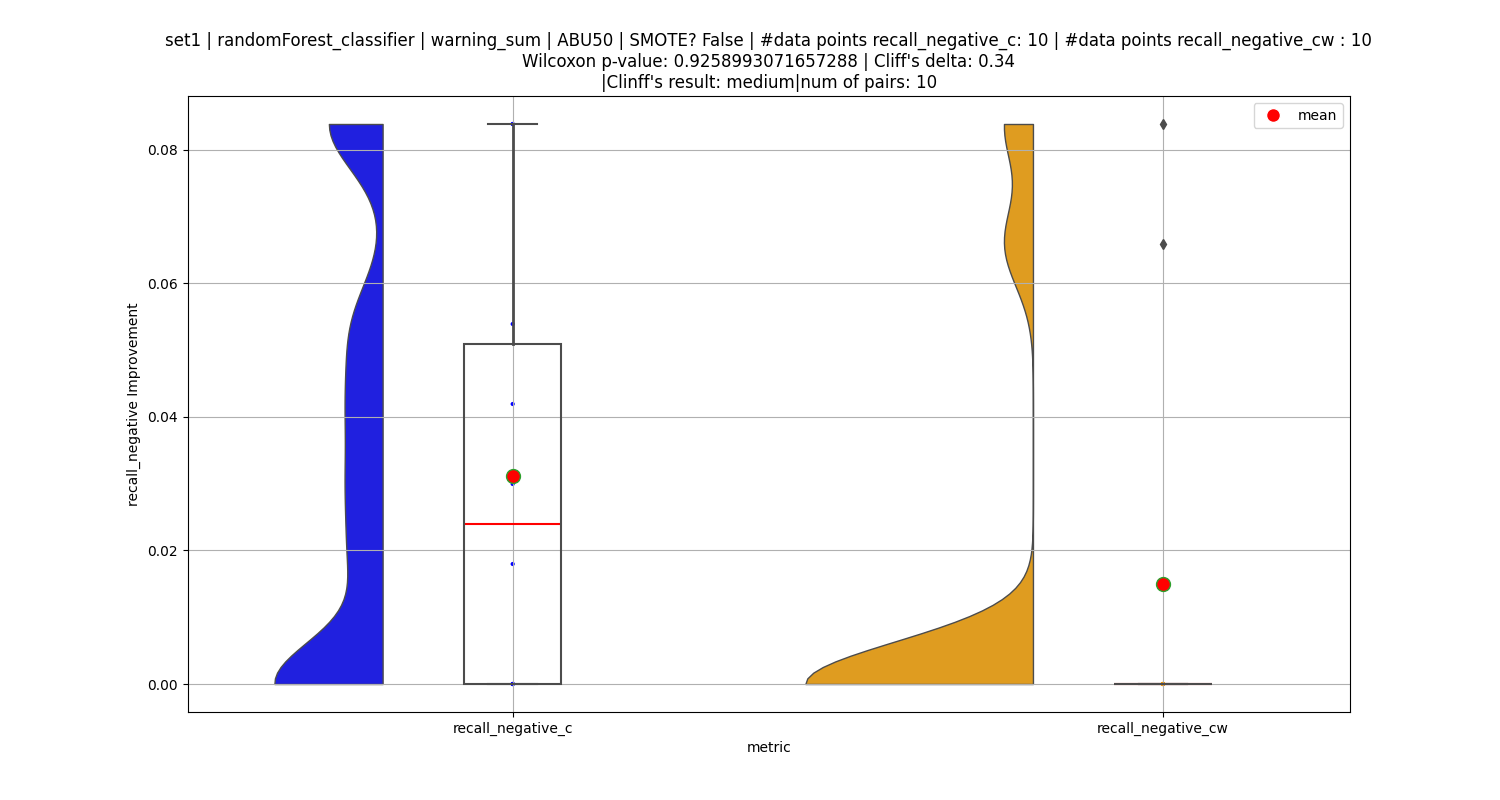 set1 | randomForest_classifier | warning_sum | ABU50 | SMOTE? False | #data points recall_negative_c: 10 | #data points recall_negative_cw : 10
Wilcoxon p-value: 0.9258993071657288 | Cliff's delta: 0.34
|Clinff's result: medium|num of pairs: 10
mean
0.08
0.06
0.04
0.02
0.00
recall_negative Improvement
recall_negative_c
recall_negative_cw
metric